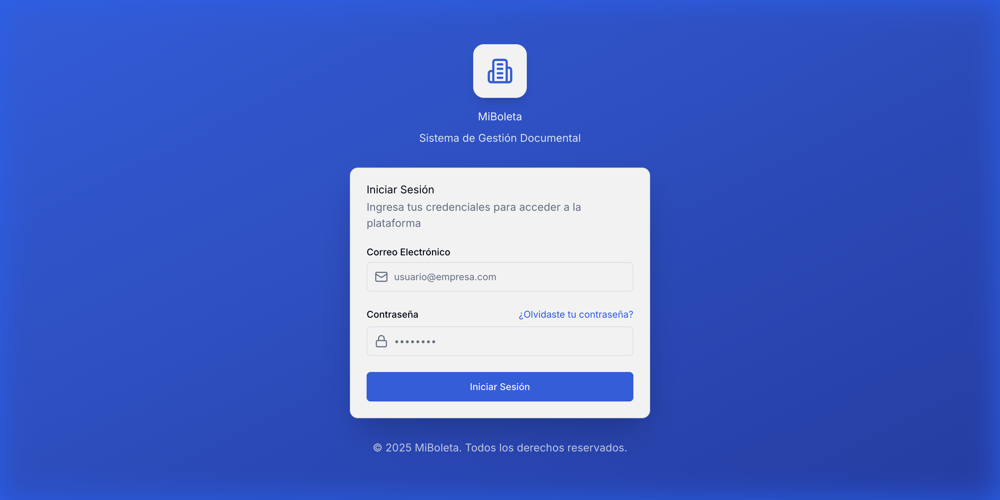 MiBoleta
Sistema de Gestión Documental
Iniciar Sesión
Ingresa tus credenciales para acceder a la
plataforma
Correo Electrónico
usuario@empresa.com
Contraseña
¿Olvidaste tu contraseña?
••••••••
Iniciar Sesión
© 2025 MiBoleta. Todos los derechos reservados.